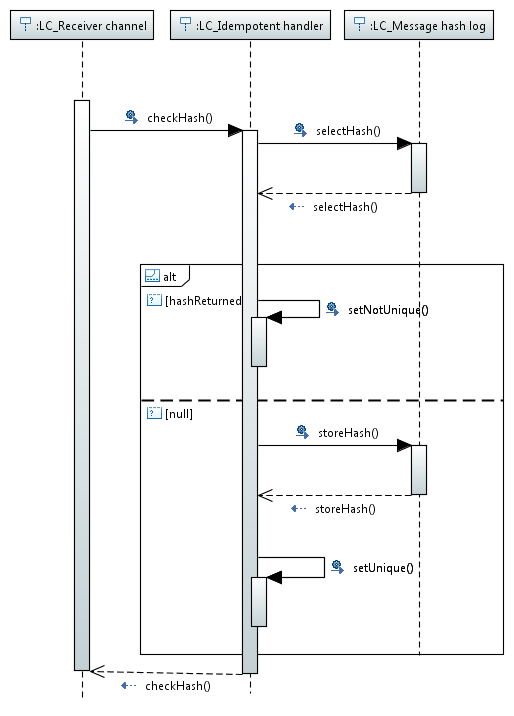 :LC_Receiver channel
:LC_Idempotent handler
:LC_Message hash log
checkHash()
selectHash()
selectHash()
alt
[hashReturned
setNotUnique()
[null]
storeHash()
storeHash()
setUnique()
checkHash()